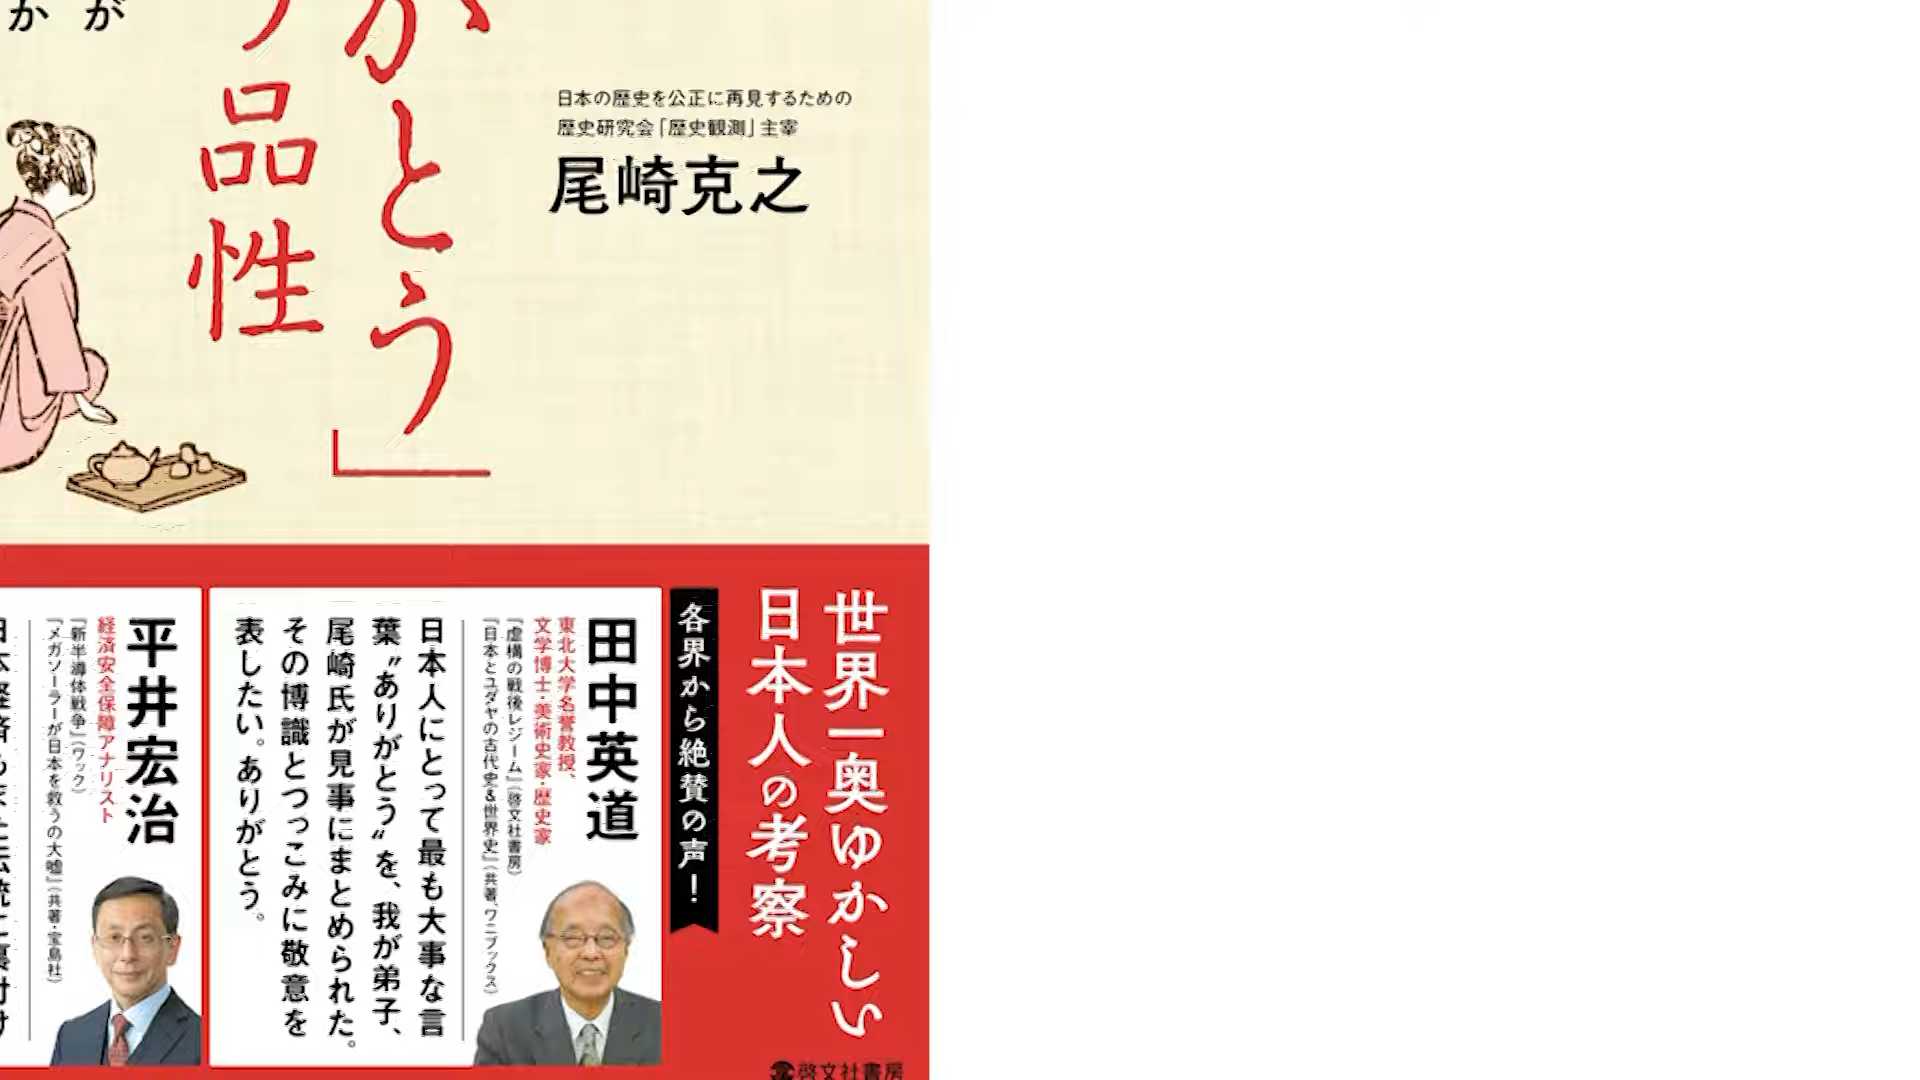 がとう」
品性
が
か
日本の歴史を公正に再見するための
歴史研究会「歴史観測」主宰
尾崎克之
世界一奥ゆかしい
日本人の考察
各界から絶賛の声!
田中英道
東北大学名誉教授、
文学博士・美術史家・歴史家
『虚構の戦後レジーム』(啓文社書房)
『日本とユダヤの古代史&世界史』(共著、ワニブックス)
日本人にとって最も大事な言
葉〝ありがとう〟を、我が弟子、
尾崎氏が見事にまとめられた。
その博識とつっこみに敬意を
表したい。ありがとう。
平井宏治
経済安全保障アナリスト
『新半導体戦争』(ワック)
『メガソーラーが日本を救うの大嘘』(共著・宝島社)
啓文社書房